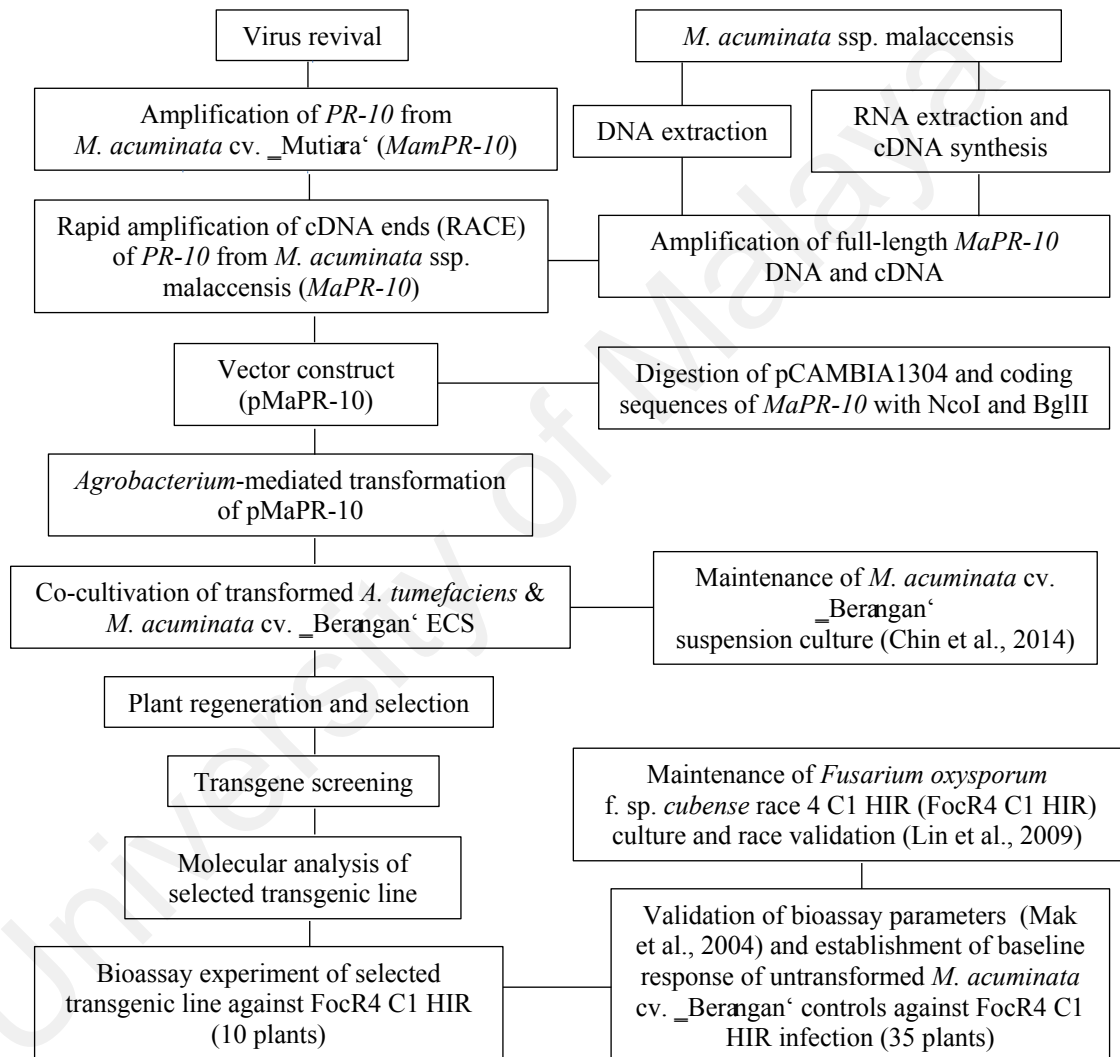 Virus revival
M. acuminata ssp. malaccensis
Amplification of PR-10 from
M. acuminata cv. ‗Mutiara‘ (MamPR-10)
DNA extraction
RNA extraction and
cDNA synthesis
Rapid amplification of cDNA ends (RACE)
of PR-10 from M. acuminata ssp.
malaccensis (MaPR-10)
Amplification of full-length MaPR-10
DNA and cDNA
Vector construct
(pMaPR-10)
Digestion of pCAMBIA1304 and coding
sequences of MaPR-10 with NcoI and BglII
Agrobacterium-mediated transformation
of pMaPR-10
Co-cultivation of transformed A. tumefaciens &
M. acuminata cv. ‗Berangan‘ ECS
Maintenance of M. acuminata cv.
‗Berangan‘
suspension culture (Chin et al., 2014)
Plant regeneration and selection
Transgene screening
Maintenance of Fusarium oxysporum
f. sp. cubense race 4 C1 HIR (FocR4 C1 HIR)
culture and race validation (Lin et al., 2009)
Molecular analysis of
selected transgenic line
Validation of bioassay parameters (Mak
et al., 2004) and establishment of baseline
response of untransformed M. acuminata
cv. ‗Berangan‘ controls against FocR4 C1
HIR infection (35 plants)
Bioassay experiment of selected
transgenic line against FocR4 C1 HIR
(10 plants)
University of Malaya